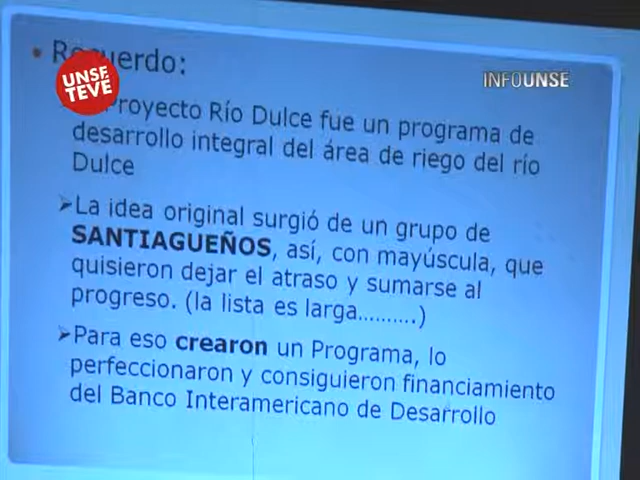 • Recuerdo:
UNSE
TEVE
INFOUNSE
Proyecto Río Dulce fue un programa de
desarrollo integral del área de riego del río
Dulce
➢La idea original surgió de un grupo de
SANTIAGUEÑOS, así, con mayúscula, que
quisieron dejar el atraso y sumarse al
progreso. (la lista es larga..........)
➢Para eso crearon un Programa, lo
perfeccionaron y consiguieron financiamiento
del Banco Interamericano de Desarrollo